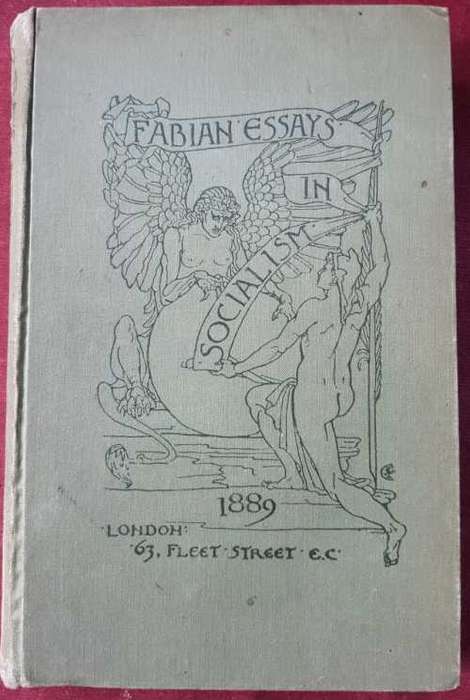 FABIAN ESSAYS
IN
SOCIALISM
1889
·LONDON:
·63, FLEET·STREET·E.C·